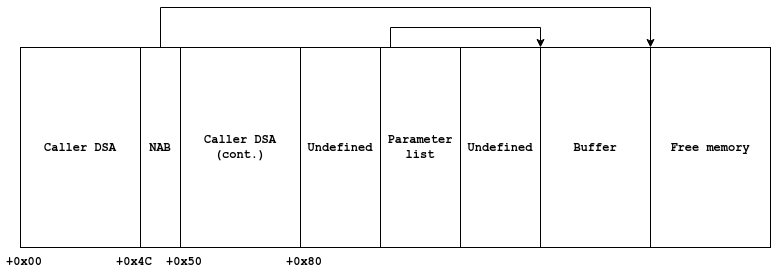 Caller DSA
NAB
Caller DSA
(cont.)
Undefined
Parameter
list
Undefined
Buffer
Free memory
+0x00
+0x4C
+0x50
+0x80